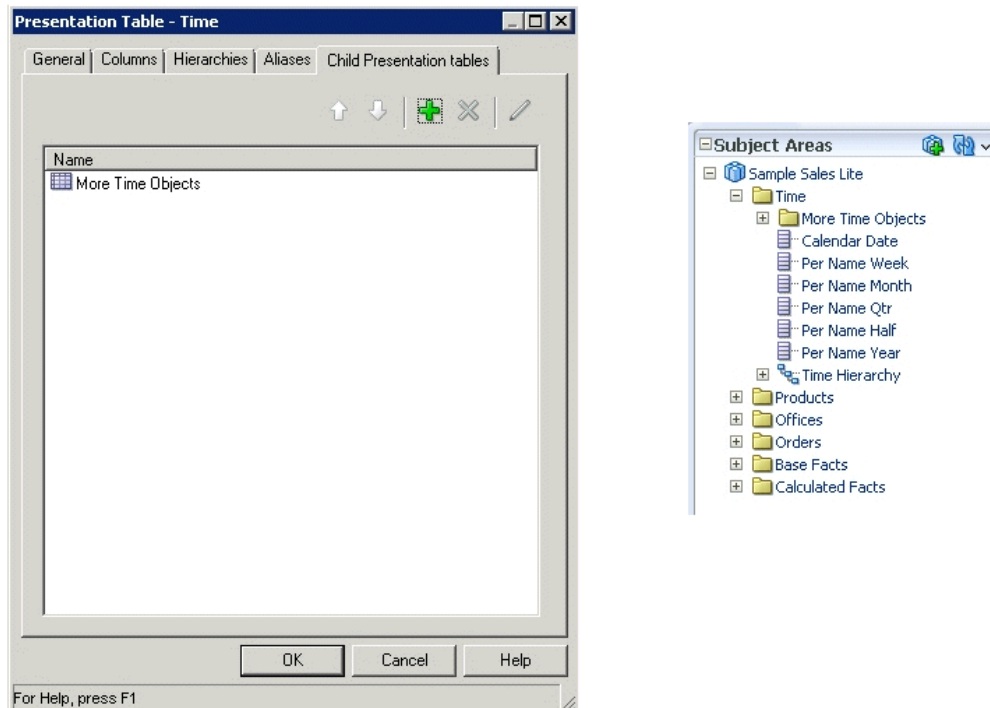 Presentation Table - Time
General Columns Hierarchies Aliases Child Presentation tables
Name
More Time Objects
OK Cancel Help
For Help, press F1
Subject Areas
Sample Sales Lite
Time
More Time Objects
Calendar Date
Per Name Week
Per Name Month
Per Name Qtr
Per Name Half
Per Name Year
Time Hierarchy
Products
Offices
Orders
Base Facts
Calculated Facts